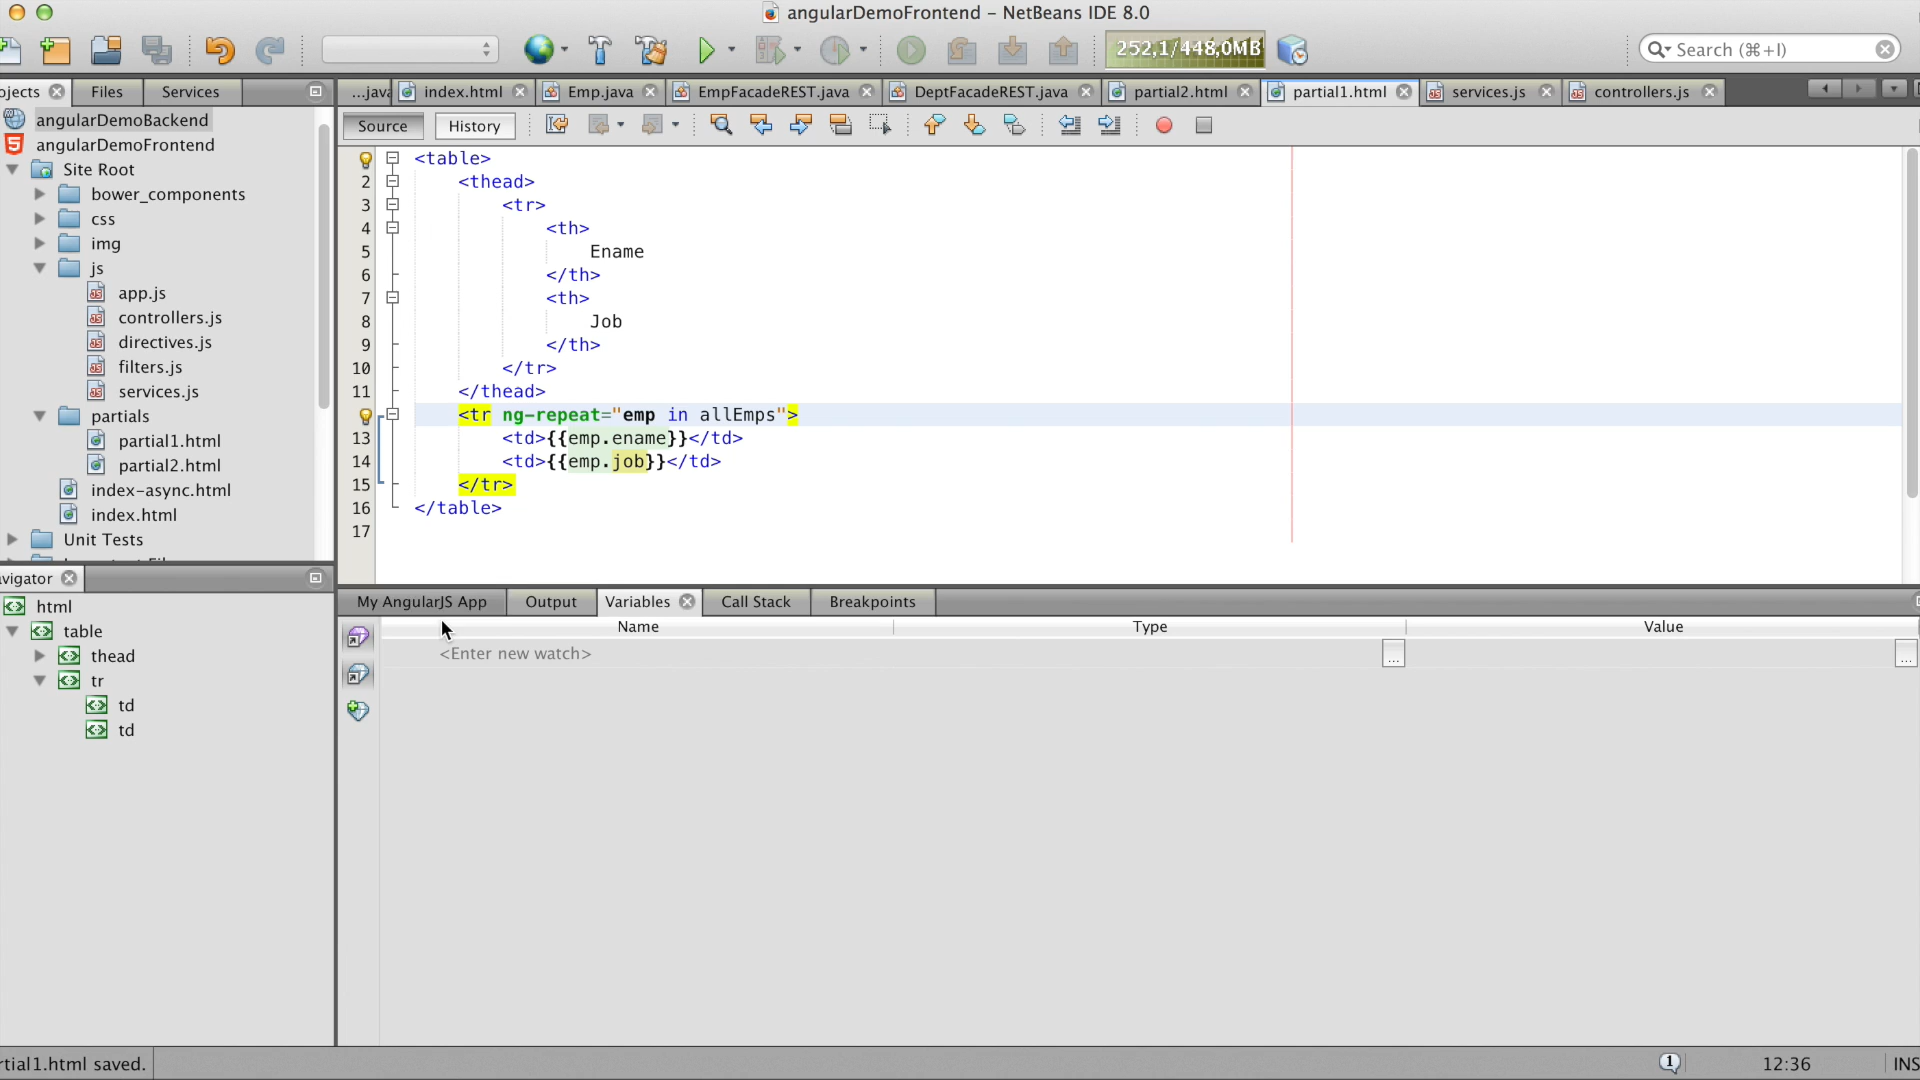 angularDemoFrontend – NetBeans IDE 8.0
252,1/448,0MB
Search (⌘+I)
ojects
Files
Services
...java
index.html
Emp.java
EmpFacadeREST.java
DeptFacadeREST.java
partial2.html
partial1.html
services.js
controllers.js
angularDemoBackend
angularDemoFrontend
Site Root
bower_components
css
img
js
app.js
controllers.js
directives.js
filters.js
services.js
partials
partial1.html
partial2.html
index-async.html
index.html
Unit Tests
Source
History
<table>
2 <thead>
3 <tr>
4 <th>
5 Ename
6 </th>
7 <th>
8 Job
9 </th>
10 </tr>
11 </thead>
<tr ng-repeat="emp in allEmps">
13 <td>{{emp.ename}}</td>
14 <td>{{emp.job}}</td>
15 </tr>
16 </table>
17
avigator
html
table
thead
tr
td
td
My AngularJS App
Output
Variables
Call Stack
Breakpoints
Name
Type
Value
<Enter new watch>
...
...
rtial1.html saved.
1
12:36
INS